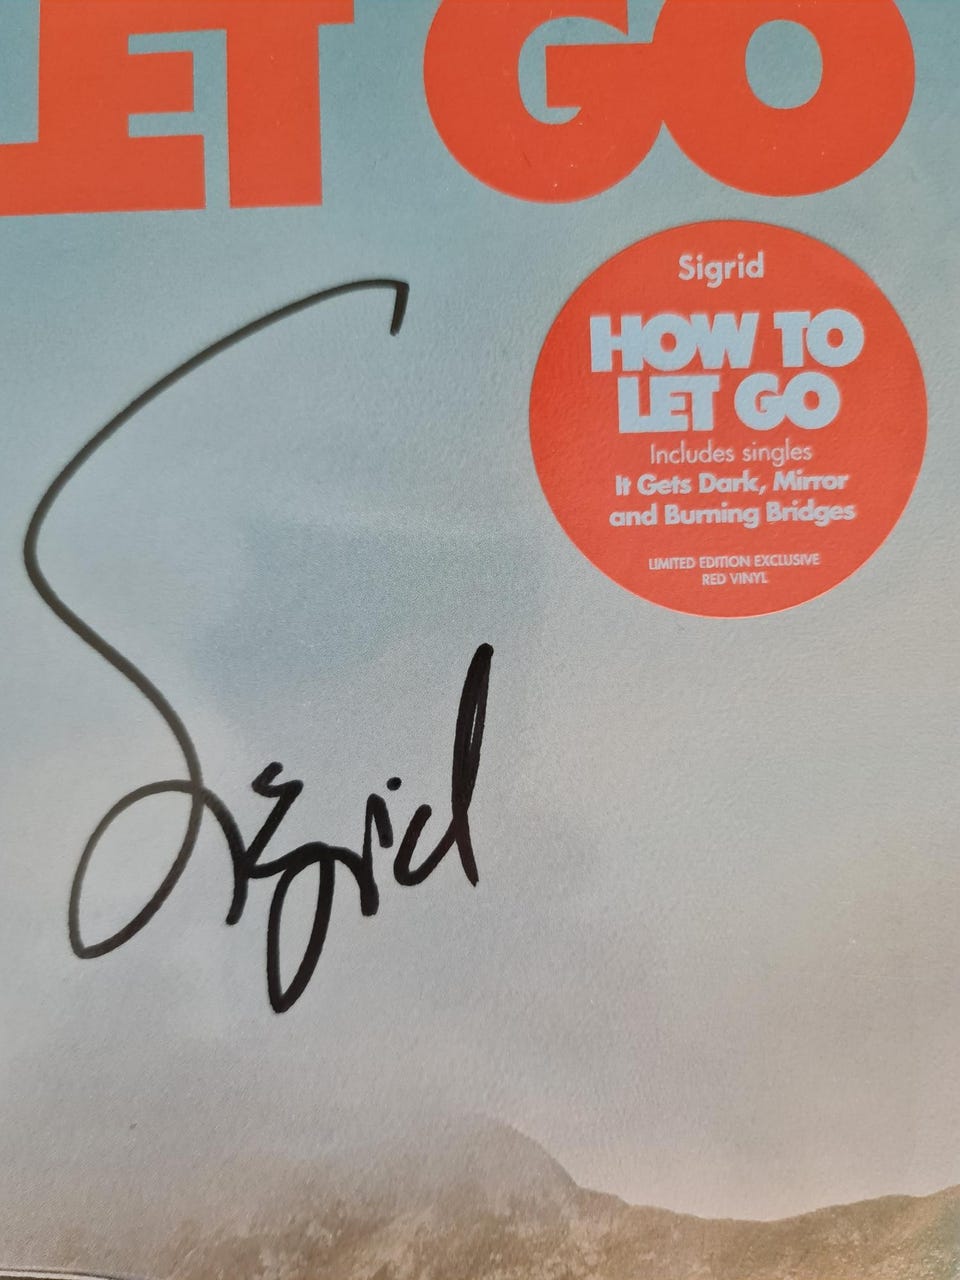 LET GO
Sigrid
HOW TO
LET GO
Includes singles
It Gets Dark, Mirror
and Burning Bridges
LIMITED EDITION EXCLUSIVE
RED VINYL
Sigrid